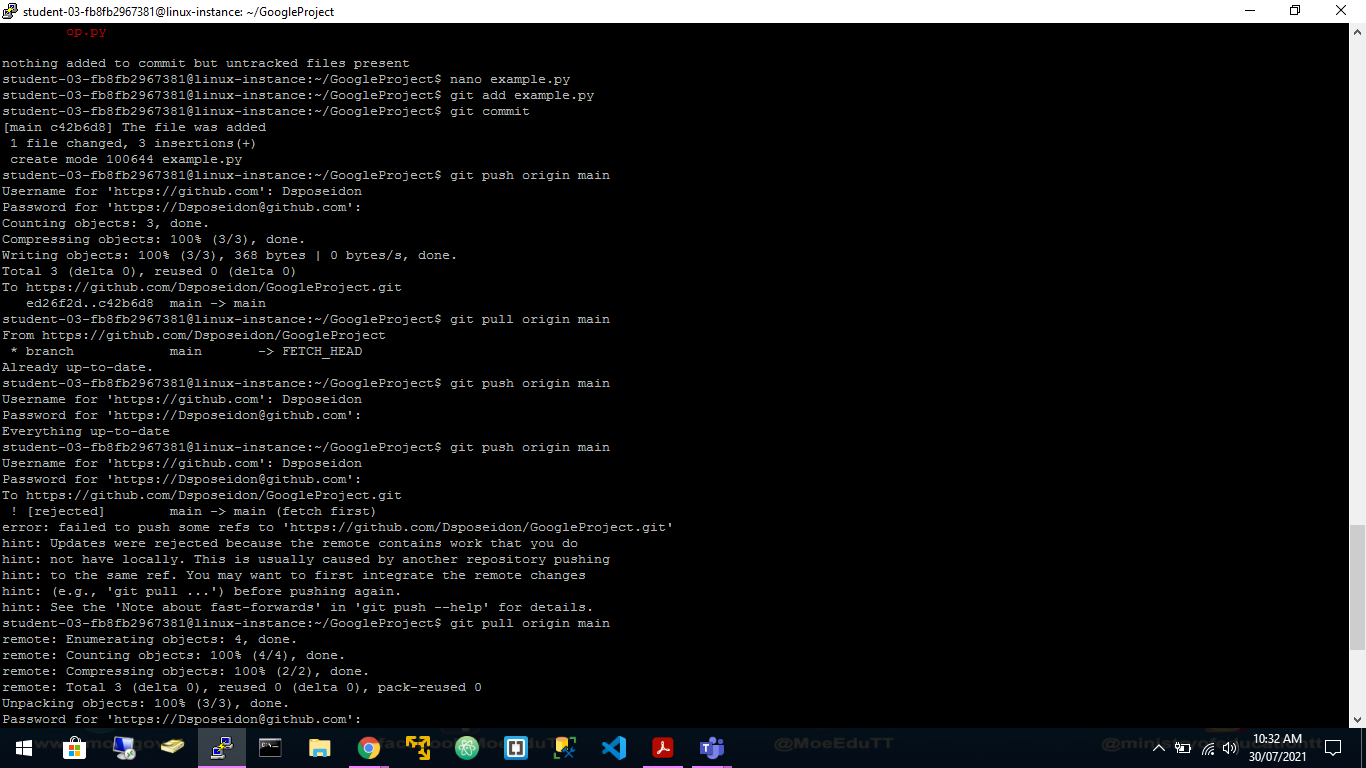 student-03-fb8fb2967381@linux-instance: ~/GoogleProject
op.py
nothing added to commit but untracked files present
student-03-fb8fb2967381@linux-instance:~/GoogleProject$ nano example.py
student-03-fb8fb2967381@linux-instance:~/GoogleProject$ git add example.py
student-03-fb8fb2967381@linux-instance:~/GoogleProject$ git commit
[main c42b6d8] The file was added
1 file changed, 3 insertions(+)
create mode 100644 example.py
student-03-fb8fb2967381@linux-instance:~/GoogleProject$ git push origin main
Username for 'https://github.com': Dsposeidon
Password for 'https://Dsposeidon@github.com':
Counting objects: 3, done.
Compressing objects: 100% (3/3), done.
Writing objects: 100% (3/3), 368 bytes | 0 bytes/s, done.
Total 3 (delta 0), reused 0 (delta 0)
To https://github.com/Dsposeidon/GoogleProject.git
ed26f2d..c42b6d8  main -> main
student-03-fb8fb2967381@linux-instance:~/GoogleProject$ git pull origin main
From https://github.com/Dsposeidon/GoogleProject
* branch            main       -> FETCH_HEAD
Already up-to-date.
student-03-fb8fb2967381@linux-instance:~/GoogleProject$ git push origin main
Username for 'https://github.com': Dsposeidon
Password for 'https://Dsposeidon@github.com':
Everything up-to-date
student-03-fb8fb2967381@linux-instance:~/GoogleProject$ git push origin main
Username for 'https://github.com': Dsposeidon
Password for 'https://Dsposeidon@github.com':
To https://github.com/Dsposeidon/GoogleProject.git
! [rejected]        main -> main (fetch first)
error: failed to push some refs to 'https://github.com/Dsposeidon/GoogleProject.git'
hint: Updates were rejected because the remote contains work that you do
hint: not have locally. This is usually caused by another repository pushing
hint: to the same ref. You may want to first integrate the remote changes
hint: (e.g., 'git pull ...') before pushing again.
hint: See the 'Note about fast-forwards' in 'git push --help' for details.
student-03-fb8fb2967381@linux-instance:~/GoogleProject$ git pull origin main
remote: Enumerating objects: 4, done.
remote: Counting objects: 100% (4/4), done.
remote: Compressing objects: 100% (2/2), done.
remote: Total 3 (delta 0), reused 0 (delta 0), pack-reused 0
Unpacking objects: 100% (3/3), done.
Password for 'https://Dsposeidon@github.com':
@MoeEduTT
10:32 AM
30/07/2021